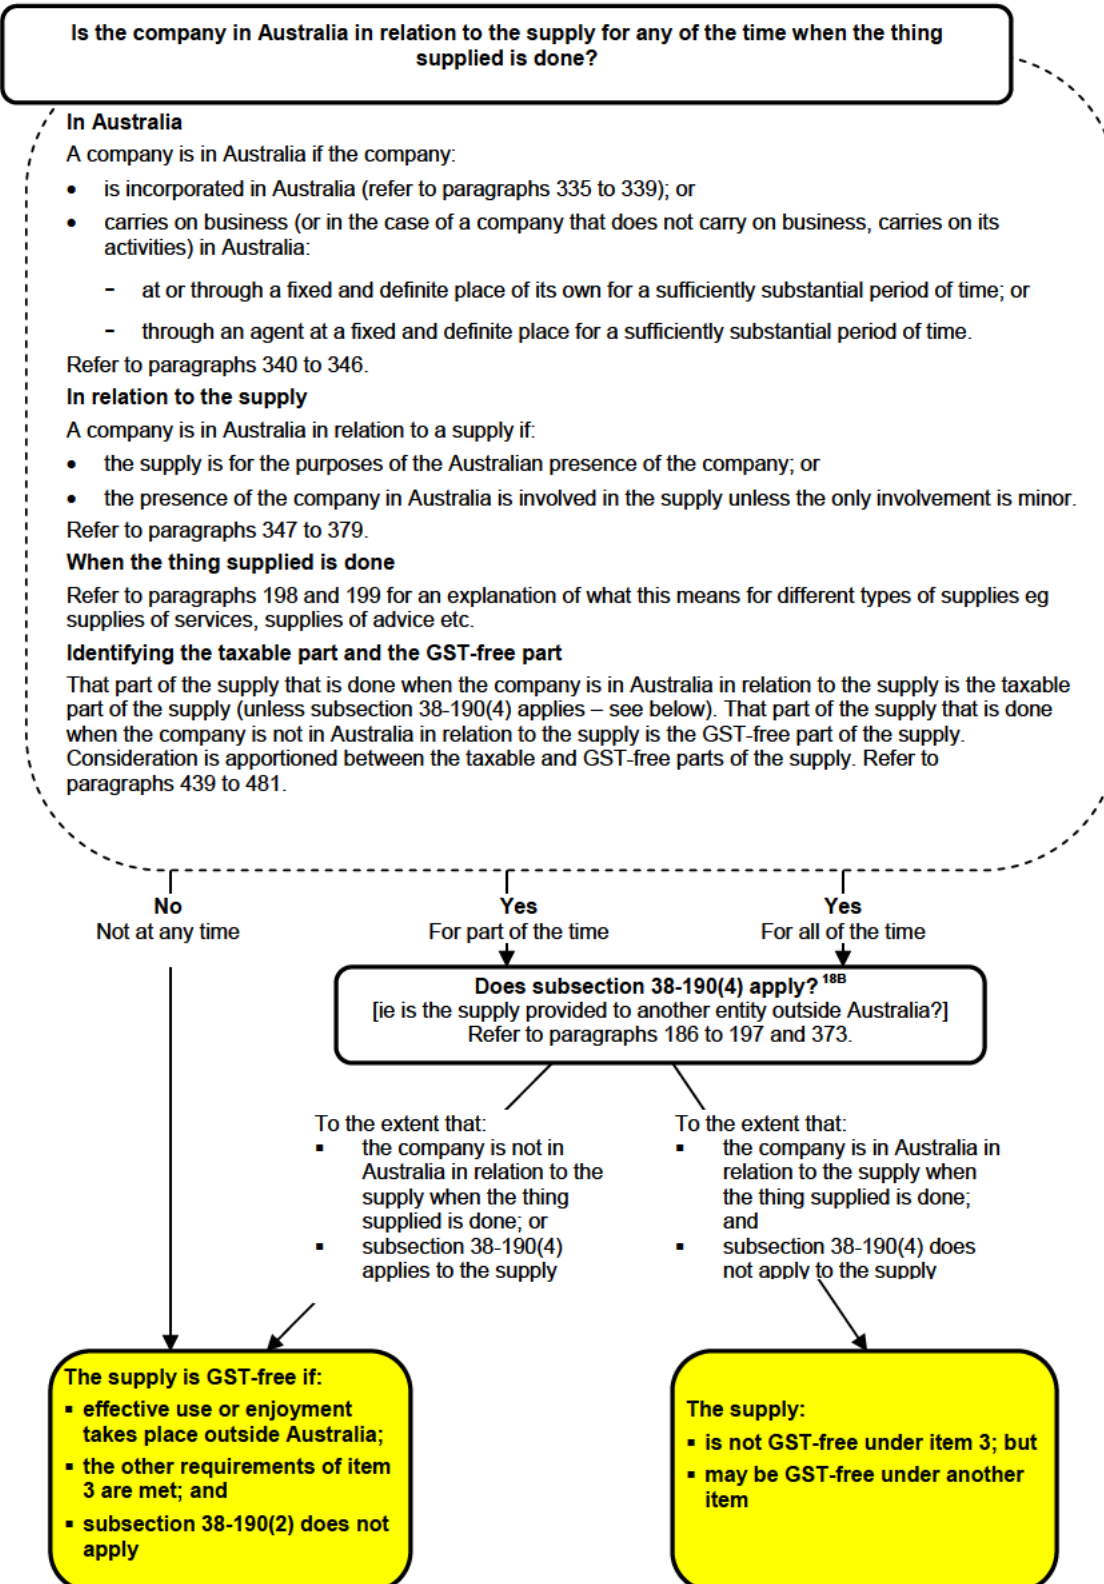 Is the company in Australia in relation to the supply for any of the time when the thing
supplied is done?
In Australia
A company is in Australia if the company:
• is incorporated in Australia (refer to paragraphs 335 to 339); or
• carries on business (or in the case of a company that does not carry on business, carries on its
activities) in Australia:
- at or through a fixed and definite place of its own for a sufficiently substantial period of time; or
- through an agent at a fixed and definite place for a sufficiently substantial period of time.
Refer to paragraphs 340 to 346.
In relation to the supply
A company is in Australia in relation to a supply if:
• the supply is for the purposes of the Australian presence of the company; or
• the presence of the company in Australia is involved in the supply unless the only involvement is minor.
Refer to paragraphs 347 to 379.
When the thing supplied is done
Refer to paragraphs 198 and 199 for an explanation of what this means for different types of supplies eg
supplies of services, supplies of advice etc.
Identifying the taxable part and the GST-free part
That part of the supply that is done when the company is in Australia in relation to the supply is the taxable
part of the supply (unless subsection 38-190(4) applies – see below). That part of the supply that is done
when the company is not in Australia in relation to the supply is the GST-free part of the supply.
Consideration is apportioned between the taxable and GST-free parts of the supply. Refer to
paragraphs 439 to 481.
No
Not at any time
Yes
For part of the time
Yes
For all of the time
Does subsection 38-190(4) apply? 18B
[ie is the supply provided to another entity outside Australia?]
Refer to paragraphs 186 to 197 and 373.
To the extent that:
▪ the company is not in
Australia in relation to the
supply when the thing
supplied is done; or
▪ subsection 38-190(4)
applies to the supply
To the extent that:
▪ the company is in Australia in
relation to the supply when
the thing supplied is done;
and
▪ subsection 38-190(4) does
not apply to the supply
The supply is GST-free if:
▪ effective use or enjoyment
takes place outside Australia;
▪ the other requirements of item
3 are met; and
▪ subsection 38-190(2) does not
apply
The supply:
▪ is not GST-free under item 3; but
▪ may be GST-free under another
item